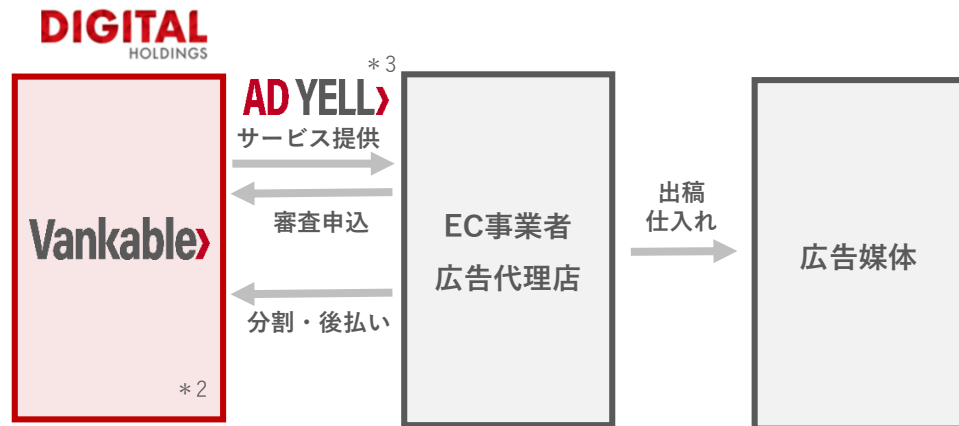 DIGITAL
HOLDINGS
Vankable
*2
*3
AD YELL
サービス提供
審査申込
分割・後払い
EC事業者
広告代理店
出稿
仕入れ
広告媒体